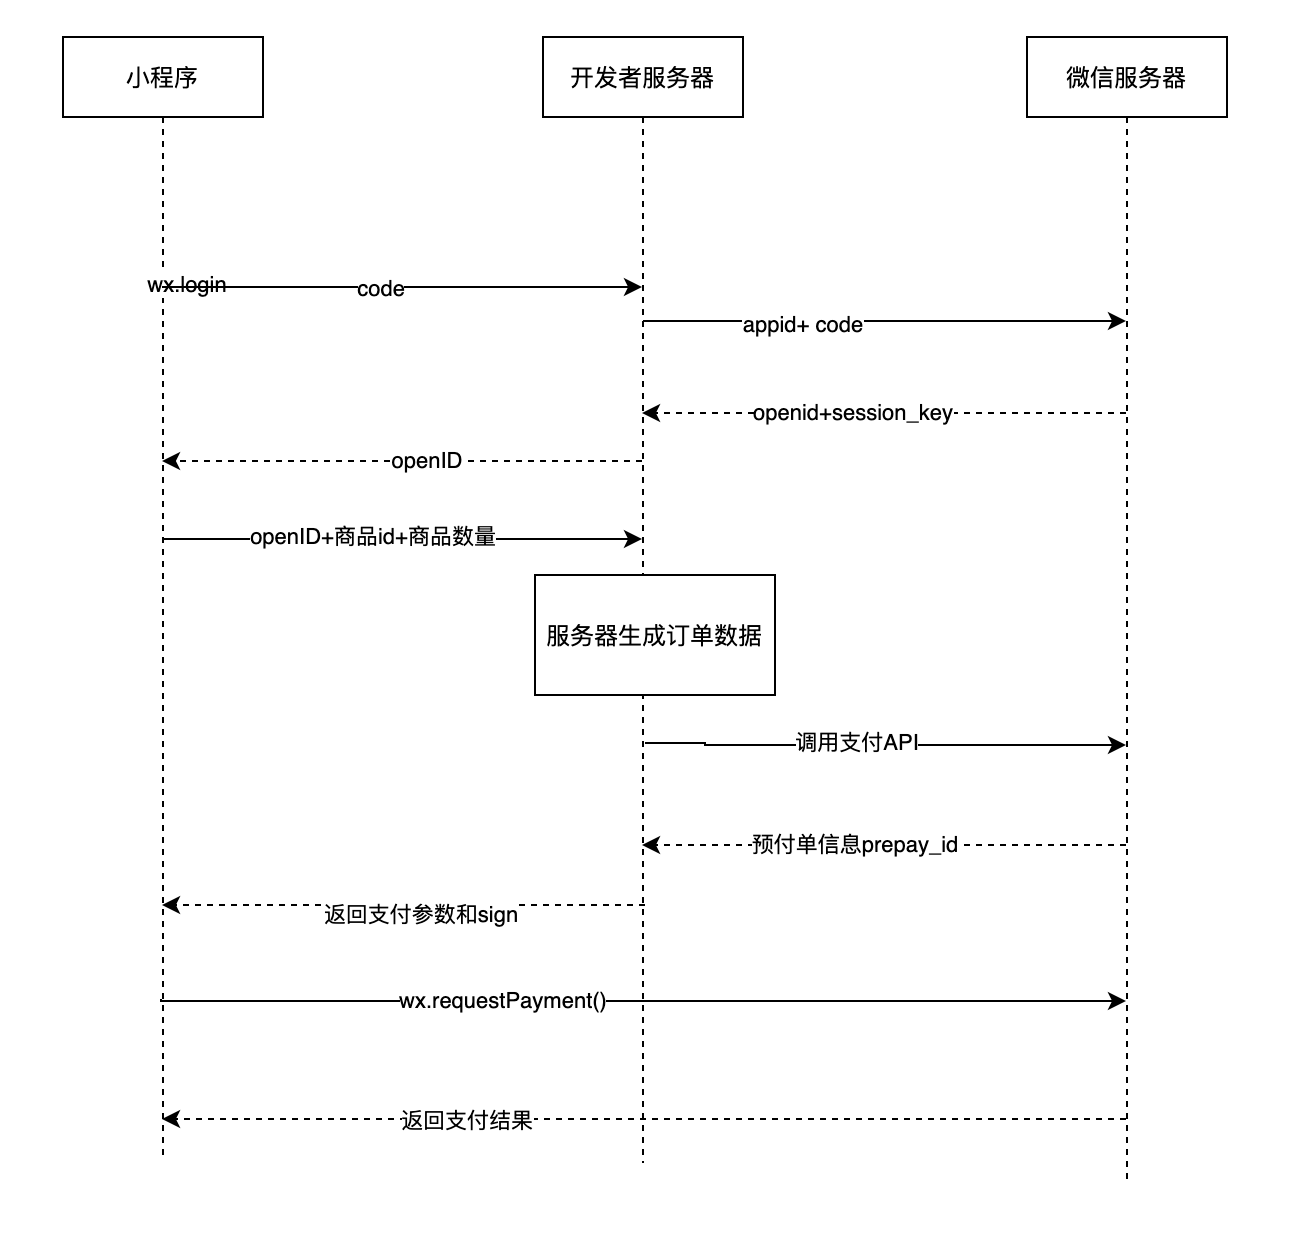 小程序
开发者服务器
微信服务器
wx.login
code
appid+ code
openid+session_key
openID
openID+商品id+商品数量
服务器生成订单数据
调用支付API
预付单信息prepay_id
返回支付参数和sign
wx.requestPayment()
返回支付结果